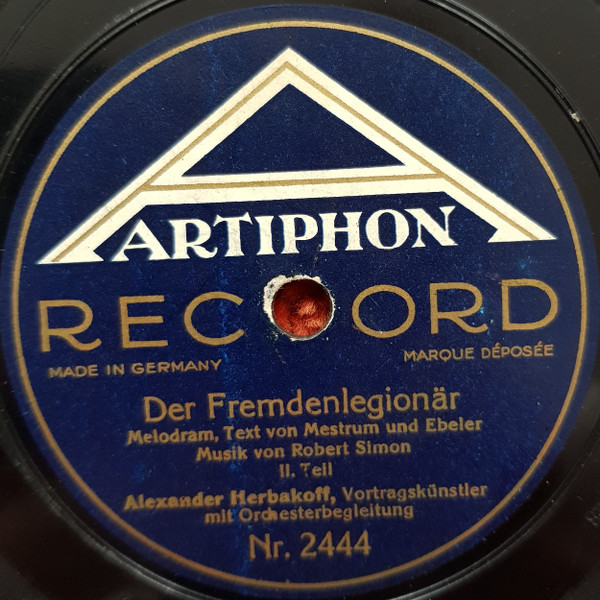 ARTIPHON
RECORD
MADE IN GERMANY
MARQUE DÉPOSÉE
Der Fremdenlegionär
Melodram, Text von Mestrum und Ebeler
Musik von Robert Simon
II. Teil
Alexander Herbakoff, Vortragskünstler
mit Orchesterbegleitung
Nr. 2444